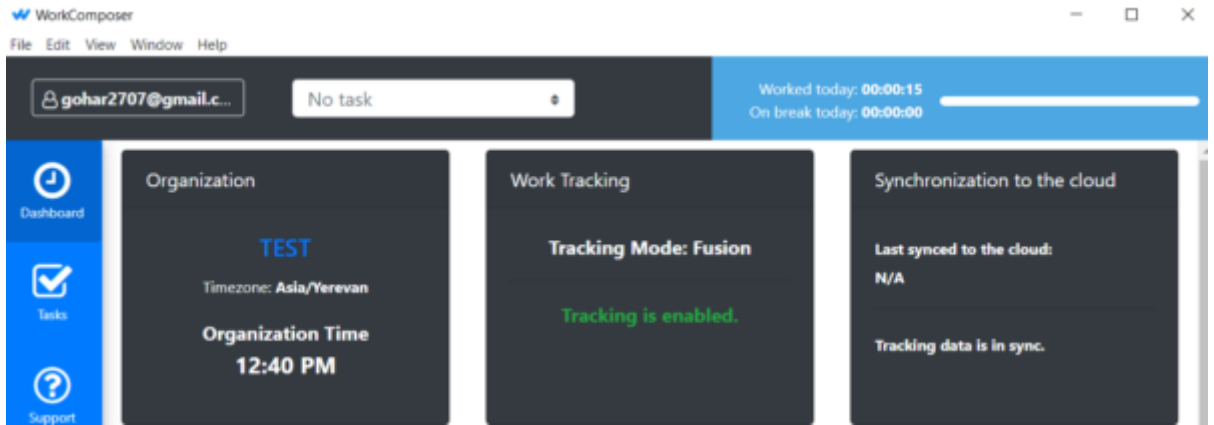 WorkComposer
File Edit View Window Help
gohar2707@gmail.c...
No task
Worked today: 00:00:15
On break today: 00:00:00
Dashboard
Tasks
Support
Organization
TEST
Timezone: Asia/Yerevan
Organization Time
12:40 PM
Work Tracking
Tracking Mode: Fusion
Tracking is enabled.
Synchronization to the cloud
Last synced to the cloud:
N/A
Tracking data is in sync.